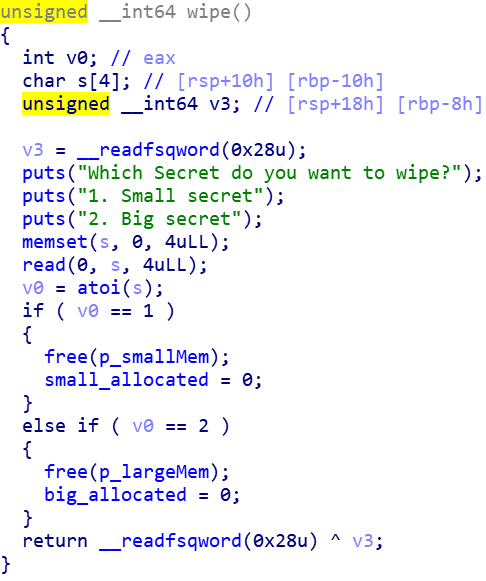 unsigned __int64 wipe()
{
  int v0; // eax
  char s[4]; // [rsp+10h] [rbp-10h]
  unsigned __int64 v3; // [rsp+18h] [rbp-8h]

  v3 = __readfsqword(0x28u);
  puts("Which Secret do you want to wipe?");
  puts("1. Small secret");
  puts("2. Big secret");
  memset(s, 0, 4uLL);
  read(0, s, 4uLL);
  v0 = atoi(s);
  if ( v0 == 1 )
  {
    free(p_smallMem);
    small_allocated = 0;
  }
  else if ( v0 == 2 )
  {
    free(p_largeMem);
    big_allocated = 0;
  }
  return __readfsqword(0x28u) ^ v3;
}